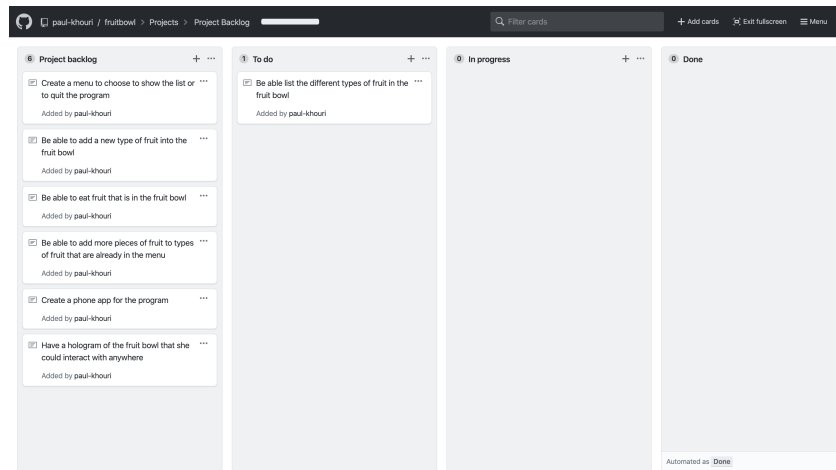 paul-khouri / fruitbowl > Projects > Project Backlog
Filter cards
+ Add cards
Exit fullscreen
Menu
6 Project backlog
Create a menu to choose to show the list or
to quit the program
Added by paul-khouri
Be able to add a new type of fruit into the
fruit bowl
Added by paul-khouri
Be able to eat fruit that is in the fruit bowl
Added by paul-khouri
Be able to add more pieces of fruit to types
of fruit that are already in the menu
Added by paul-khouri
Create a phone app for the program
Added by paul-khouri
Have a hologram of the fruit bowl that she
could interact with anywhere
Added by paul-khouri
1 To do
Be able list the different types of fruit in the
fruit bowl
Added by paul-khouri
0 In progress
0 Done
Automated as Done